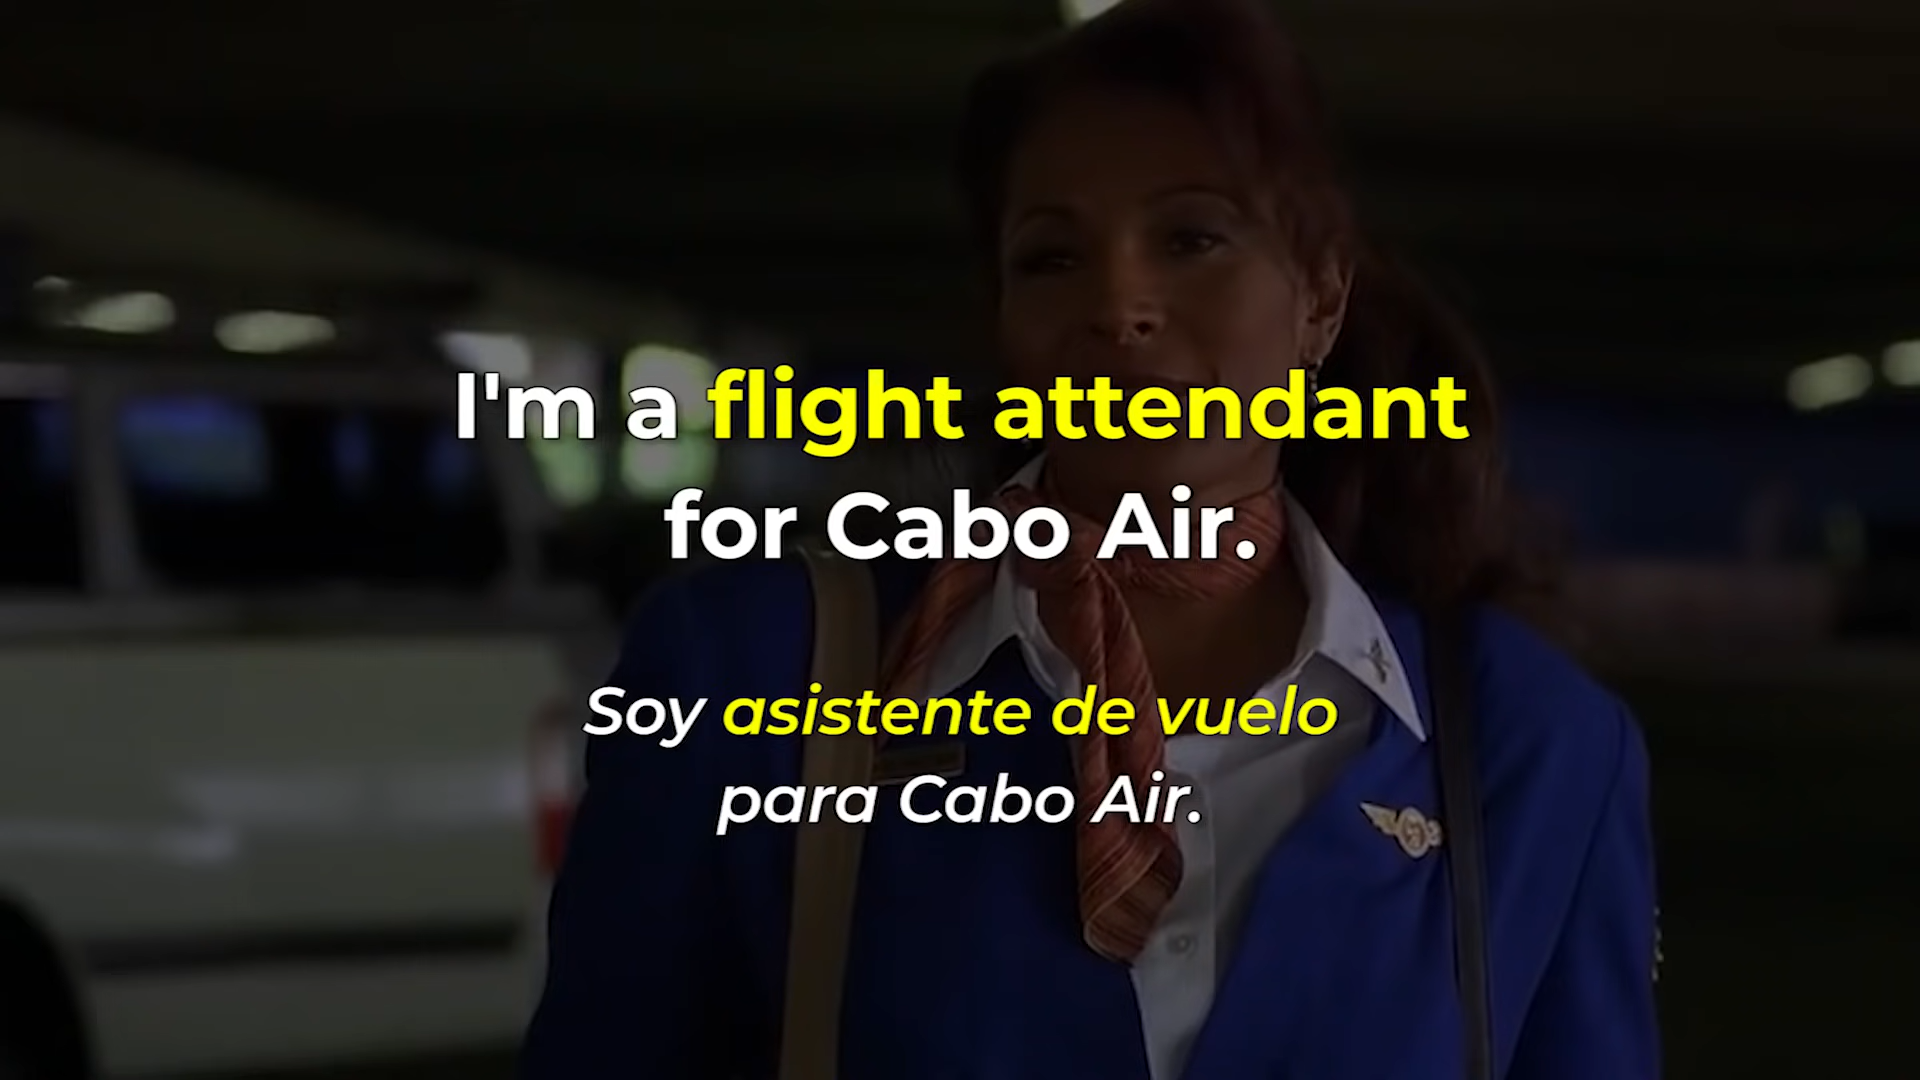 I'm a flight attendant
for Cabo Air.
Soy asistente de vuelo
para Cabo Air.